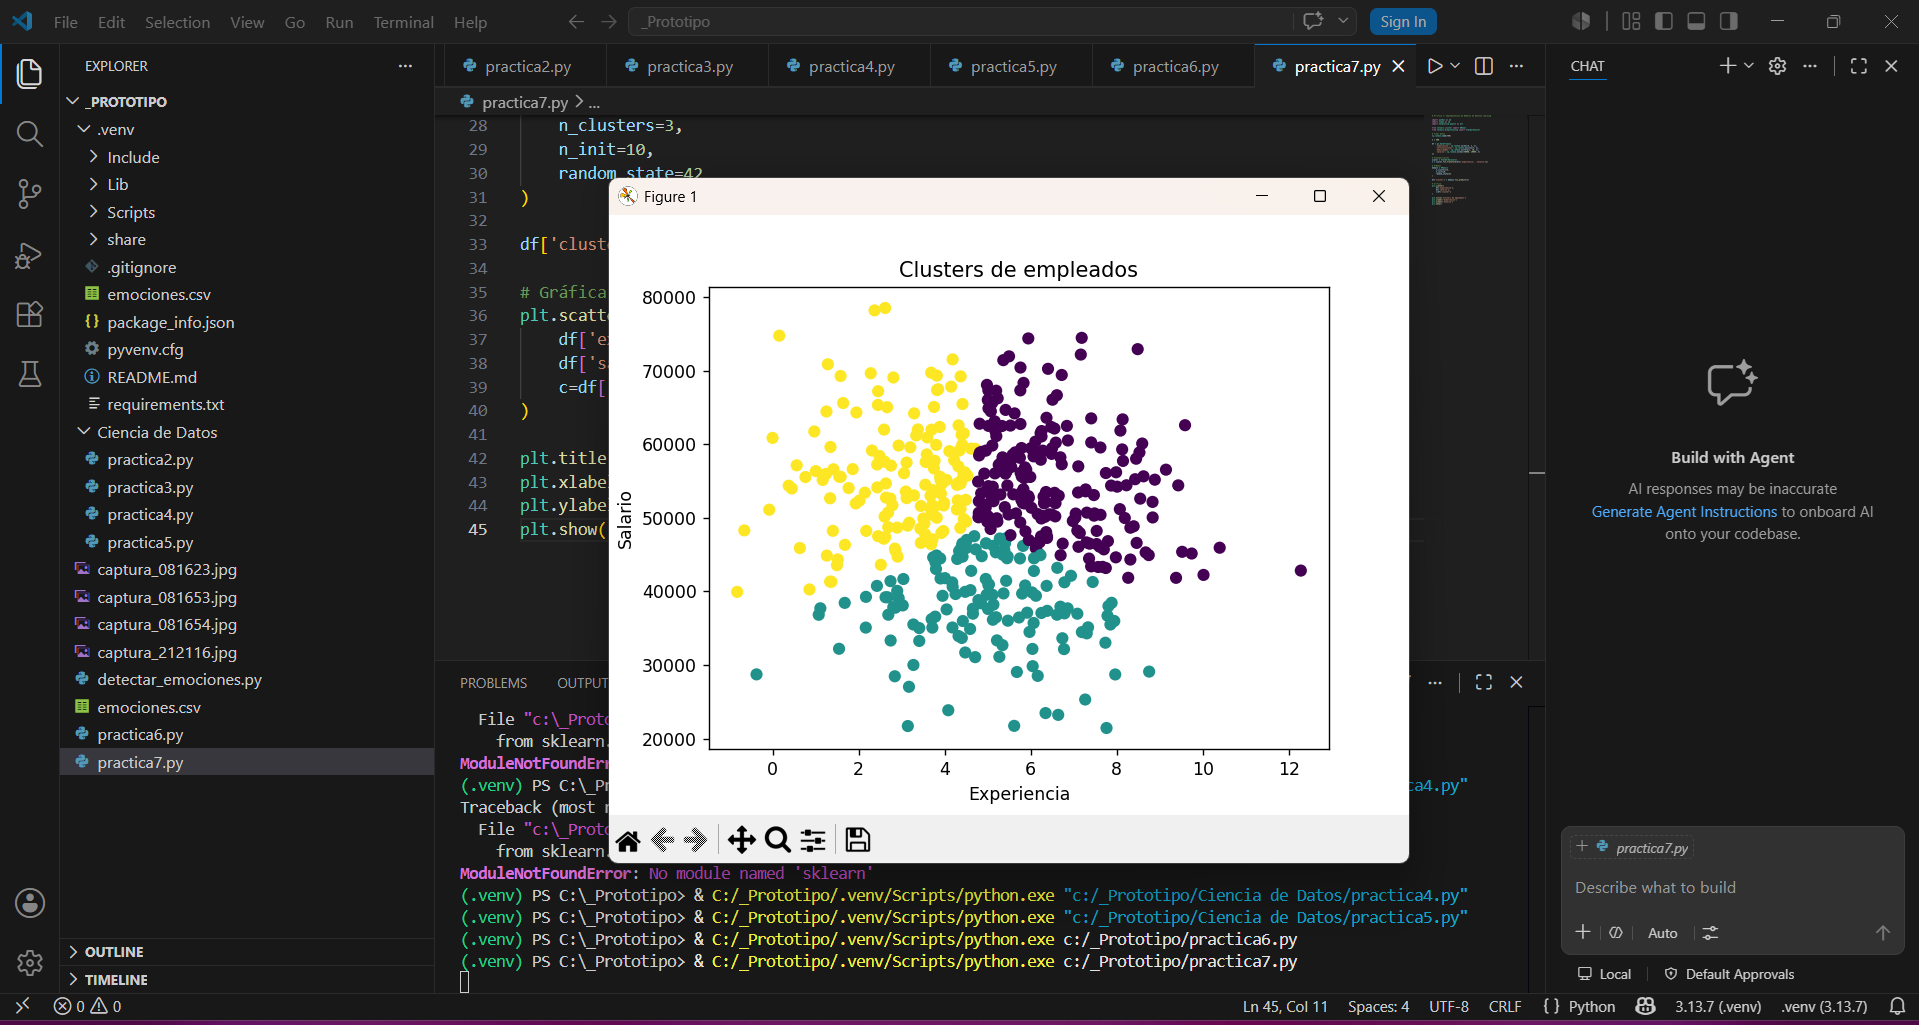 File Edit Selection View Go Run Terminal Help
_Prototipo
Sign In
EXPLORER
_PROTOTIPO
.venv
Include
Lib
Scripts
share
.gitignore
emociones.csv
package_info.json
pyvenv.cfg
README.md
requirements.txt
Ciencia de Datos
practica2.py
practica3.py
practica4.py
practica5.py
captura_081623.jpg
captura_081653.jpg
captura_081654.jpg
captura_212116.jpg
detectar_emociones.py
emociones.csv
practica6.py
practica7.py
OUTLINE
TIMELINE
practica2.py practica3.py practica4.py practica5.py practica6.py practica7.py
practica7.py > ...
28 n_clusters=3,
29 n_init=10,
30 random_state=42
31 )
32
33 df['clust
34
35 # Gráfica
36 plt.scatt
37 df['e
38 df['s
39 c=df[
40 )
41
42 plt.title
43 plt.xlabe
44 plt.ylabe
45 plt.show(
Figure 1
Clusters de empleados
80000
70000
60000
50000
40000
30000
20000
Salario
0 2 4 6 8 10 12
Experiencia
PROBLEMS OUTPUT
File "c:\_Proto
from sklearn.
ModuleNotFoundErr
(.venv) PS C:\_Pr ca4.py"
Traceback (most r
File "c:\_Proto
from sklearn.
ModuleNotFoundError: No module named 'sklearn'
(.venv) PS C:\_Prototipo> & C:/_Prototipo/.venv/Scripts/python.exe "c:/_Prototipo/Ciencia de Datos/practica4.py"
(.venv) PS C:\_Prototipo> & C:/_Prototipo/.venv/Scripts/python.exe "c:/_Prototipo/Ciencia de Datos/practica5.py"
(.venv) PS C:\_Prototipo> & C:/_Prototipo/.venv/Scripts/python.exe c:/_Prototipo/practica6.py
(.venv) PS C:\_Prototipo> & C:/_Prototipo/.venv/Scripts/python.exe c:/_Prototipo/practica7.py
CHAT
Build with Agent
AI responses may be inaccurate
Generate Agent Instructions to onboard AI
onto your codebase.
practica7.py
Describe what to build
Auto
Local Default Approvals
0 0
Ln 45, Col 11 Spaces: 4 UTF-8 CRLF {} Python 3.13.7 (.venv) .venv (3.13.7)